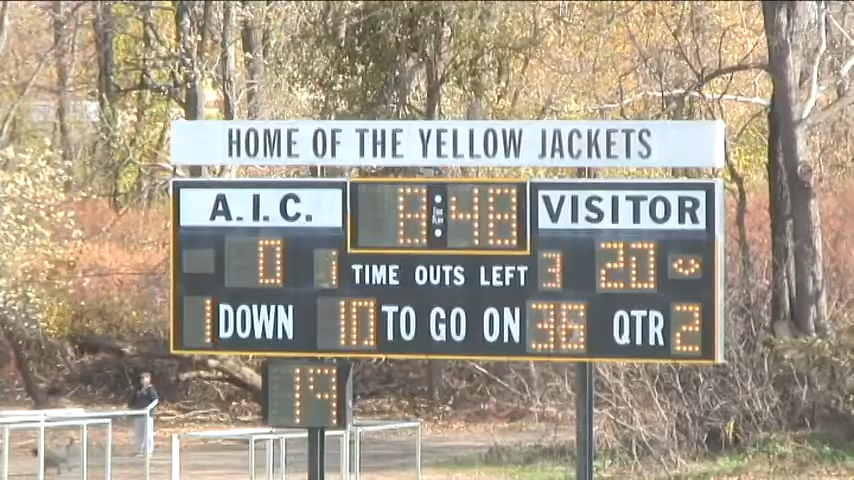 HOME OF THE YELLOW JACKETS
A.I.C. 8:48 VISITOR
0 1 TIME OUTS LEFT 3 20
1 DOWN 10 TO GO ON 36 QTR 2
19